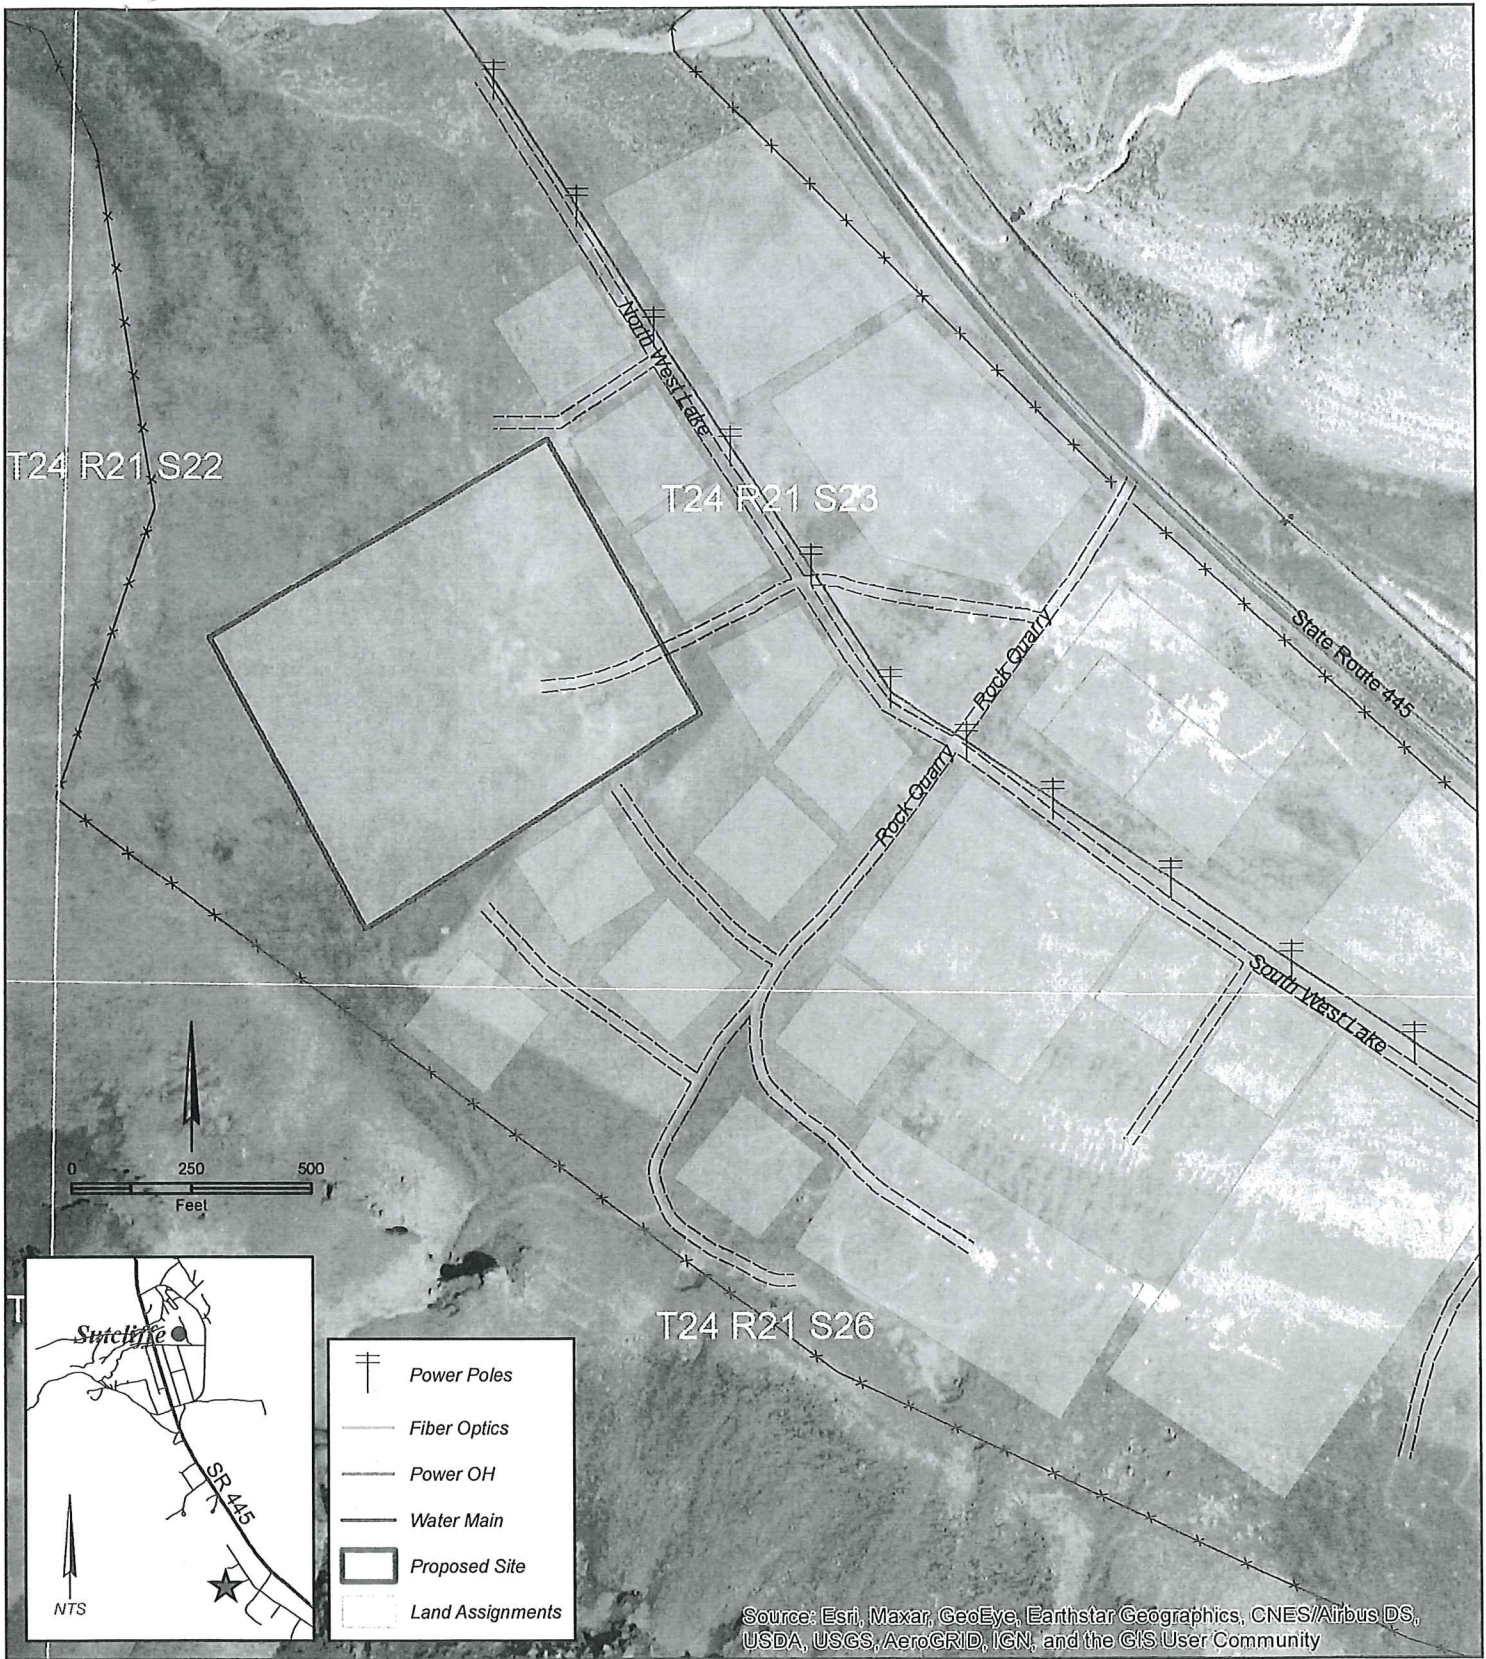 North West Lake
T24 R21 S22
T24 R21 S23
State Route 445
Rock Quarry
Rock Quarry
South West Lake
0 250 500
Feet
T24 R21 S26
T
Sutcliffe
SR 445
NTS
Power Poles
Fiber Optics
Power OH
Water Main
Proposed Site
Land Assignments
Source: Esri, Maxar, GeoEye, Earthstar Geographics, CNES/Airbus DS,
USDA, USGS, AeroGRID, IGN, and the GIS User Community